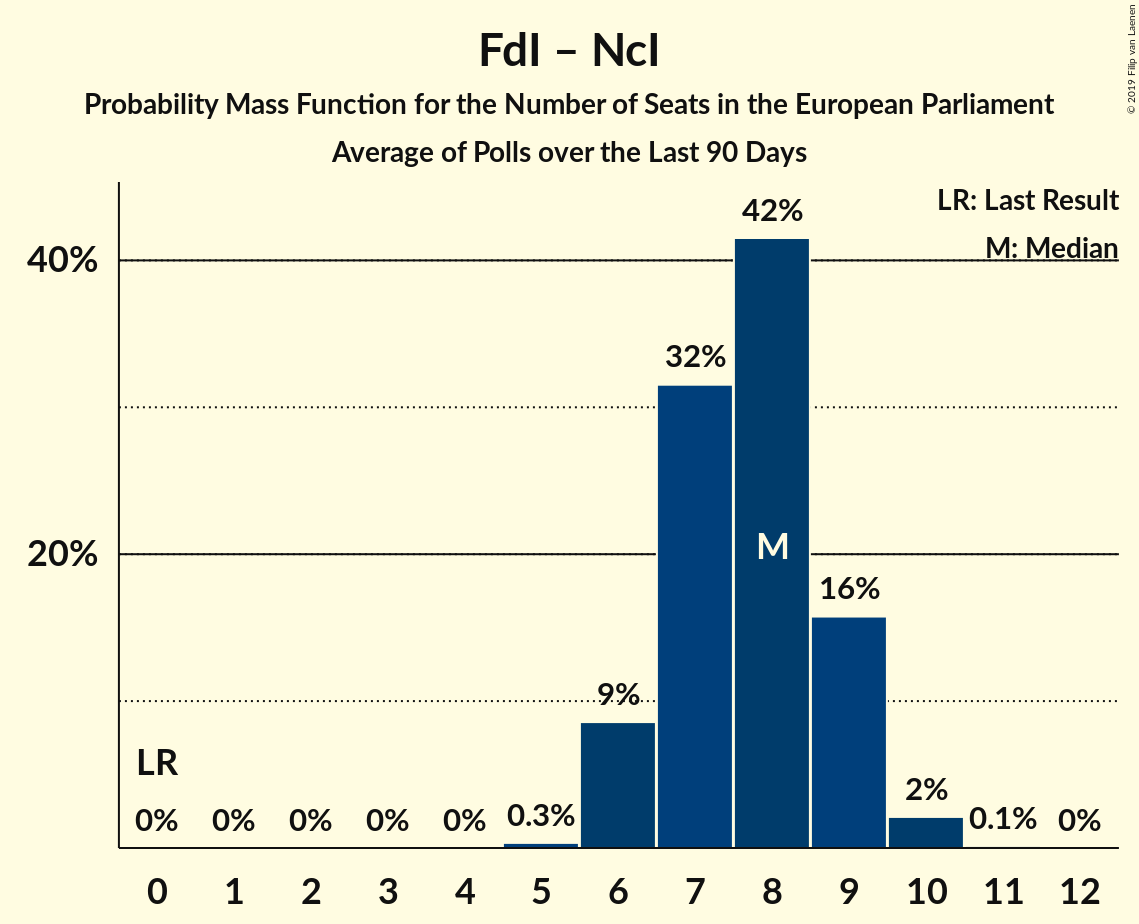 FdI – NcI
Probability Mass Function for the Number of Seats in the European Parliament
Average of Polls over the Last 90 Days
© 2019 Filip van Laenen
LR: Last Result
M: Median
40%
20%
42%
32%
M
16%
9%
LR
0%
0%
0%
0%
0%
0.3%
2%
0.1%
0%
0 1 2 3 4 5 6 7 8 9 10 11 12